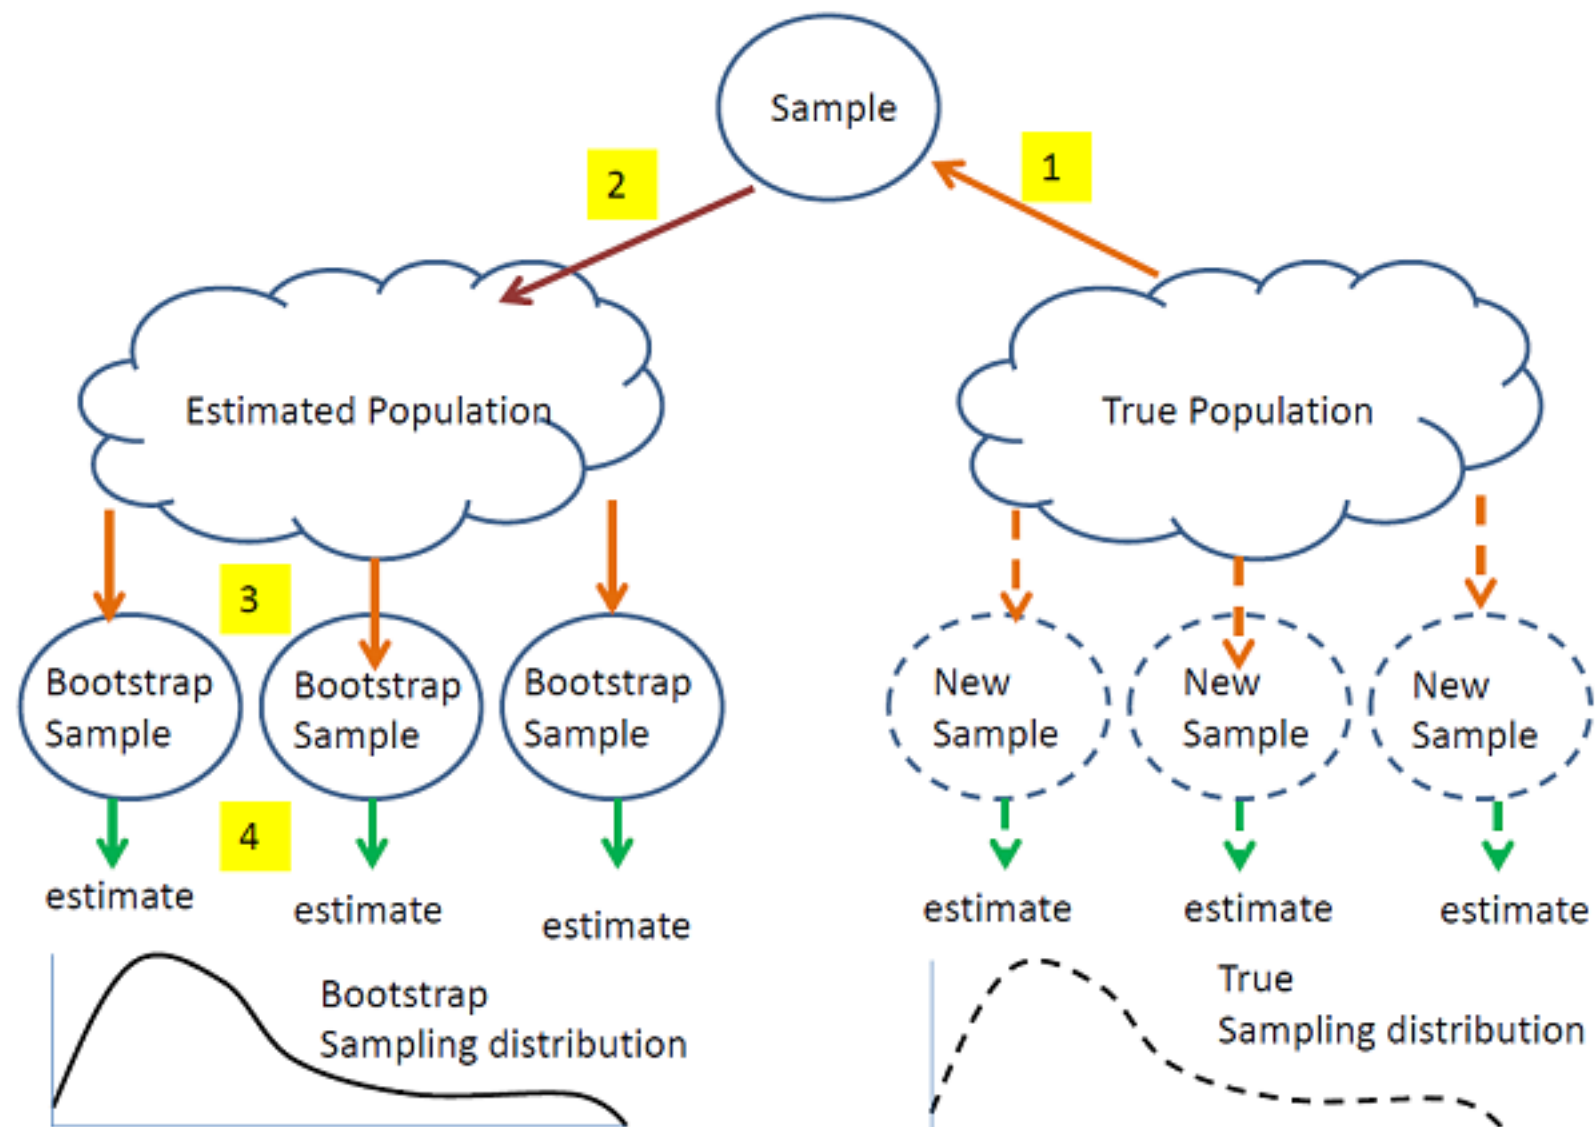 Sample
1
2
Estimated Population
True Population
3
Bootstrap
Sample
Bootstrap
Sample
Bootstrap
Sample
New
Sample
New
Sample
New
Sample
4
estimate
estimate
estimate
estimate
estimate
estimate
Bootstrap
Sampling distribution
True
Sampling distribution